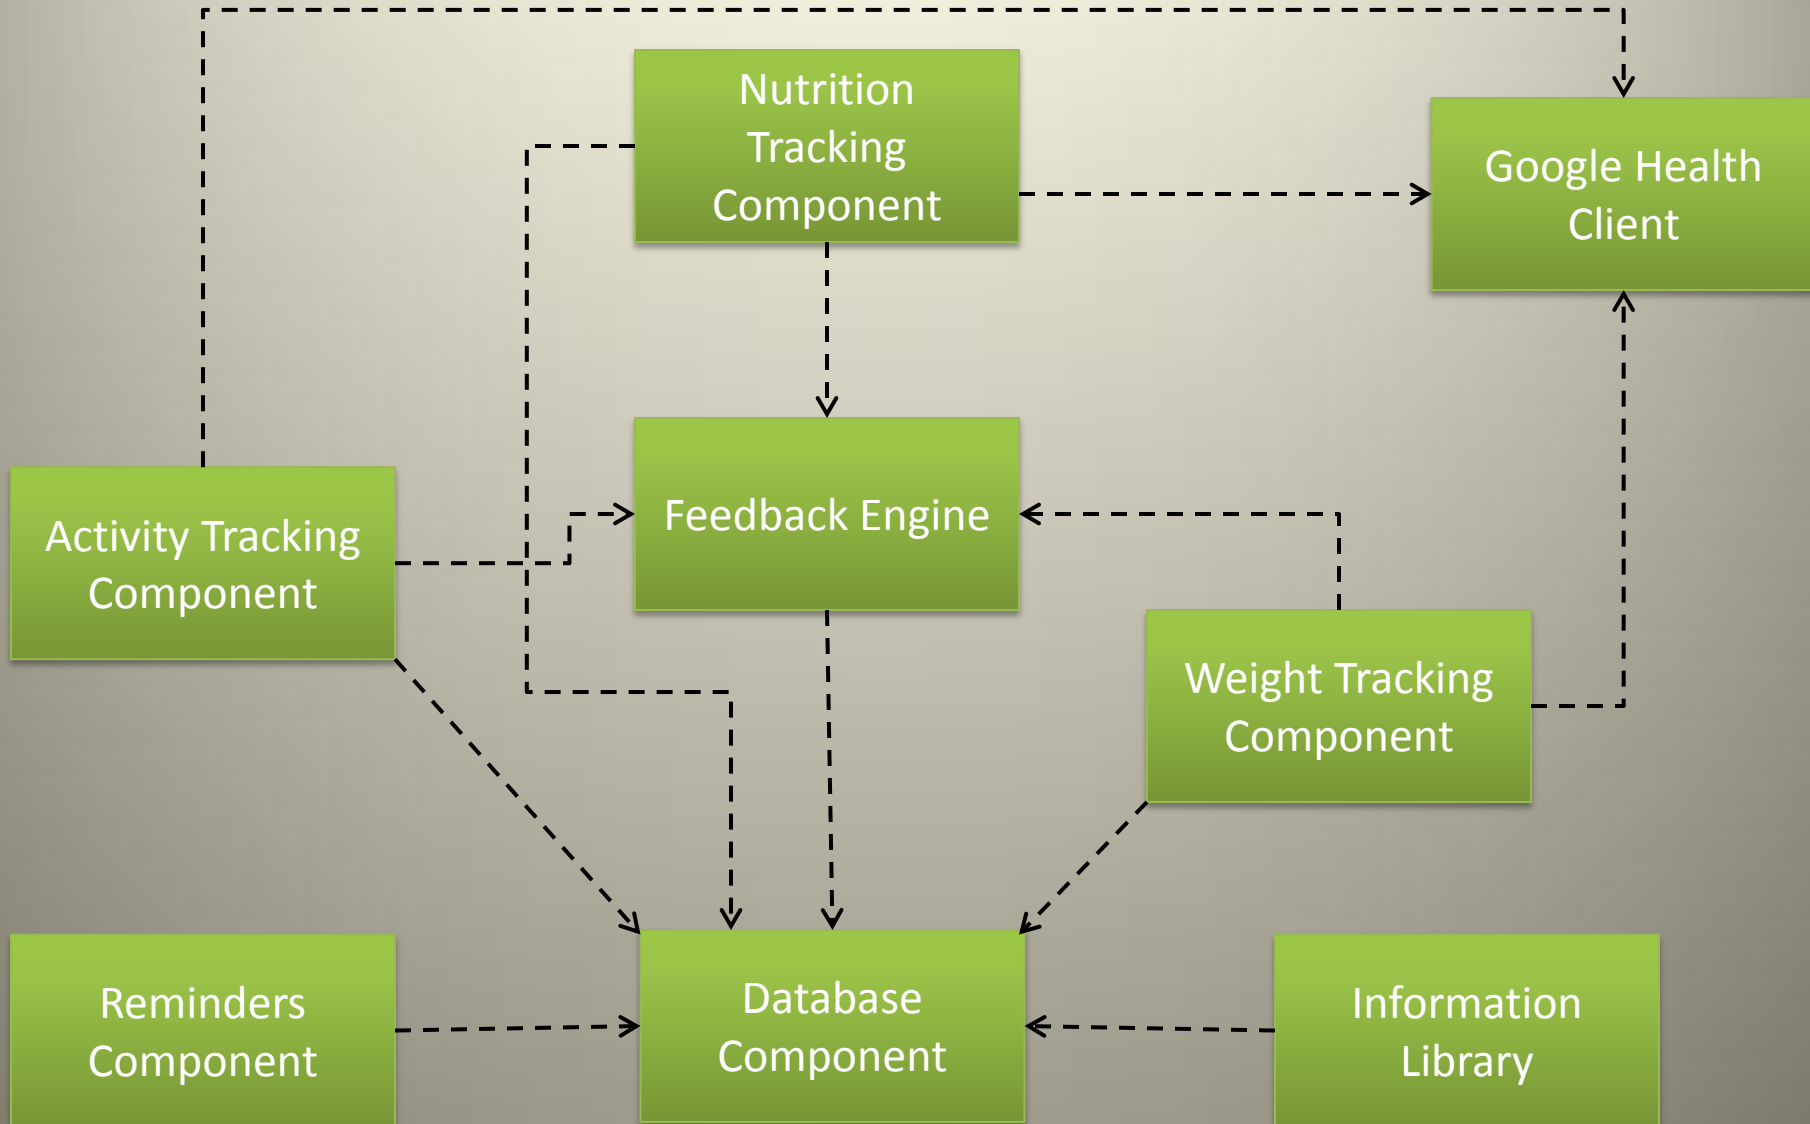 Nutrition
Tracking
Component
Google Health
Client
Feedback Engine
Activity Tracking
Component
Weight Tracking
Component
Reminders
Component
Database
Component
Information
Library